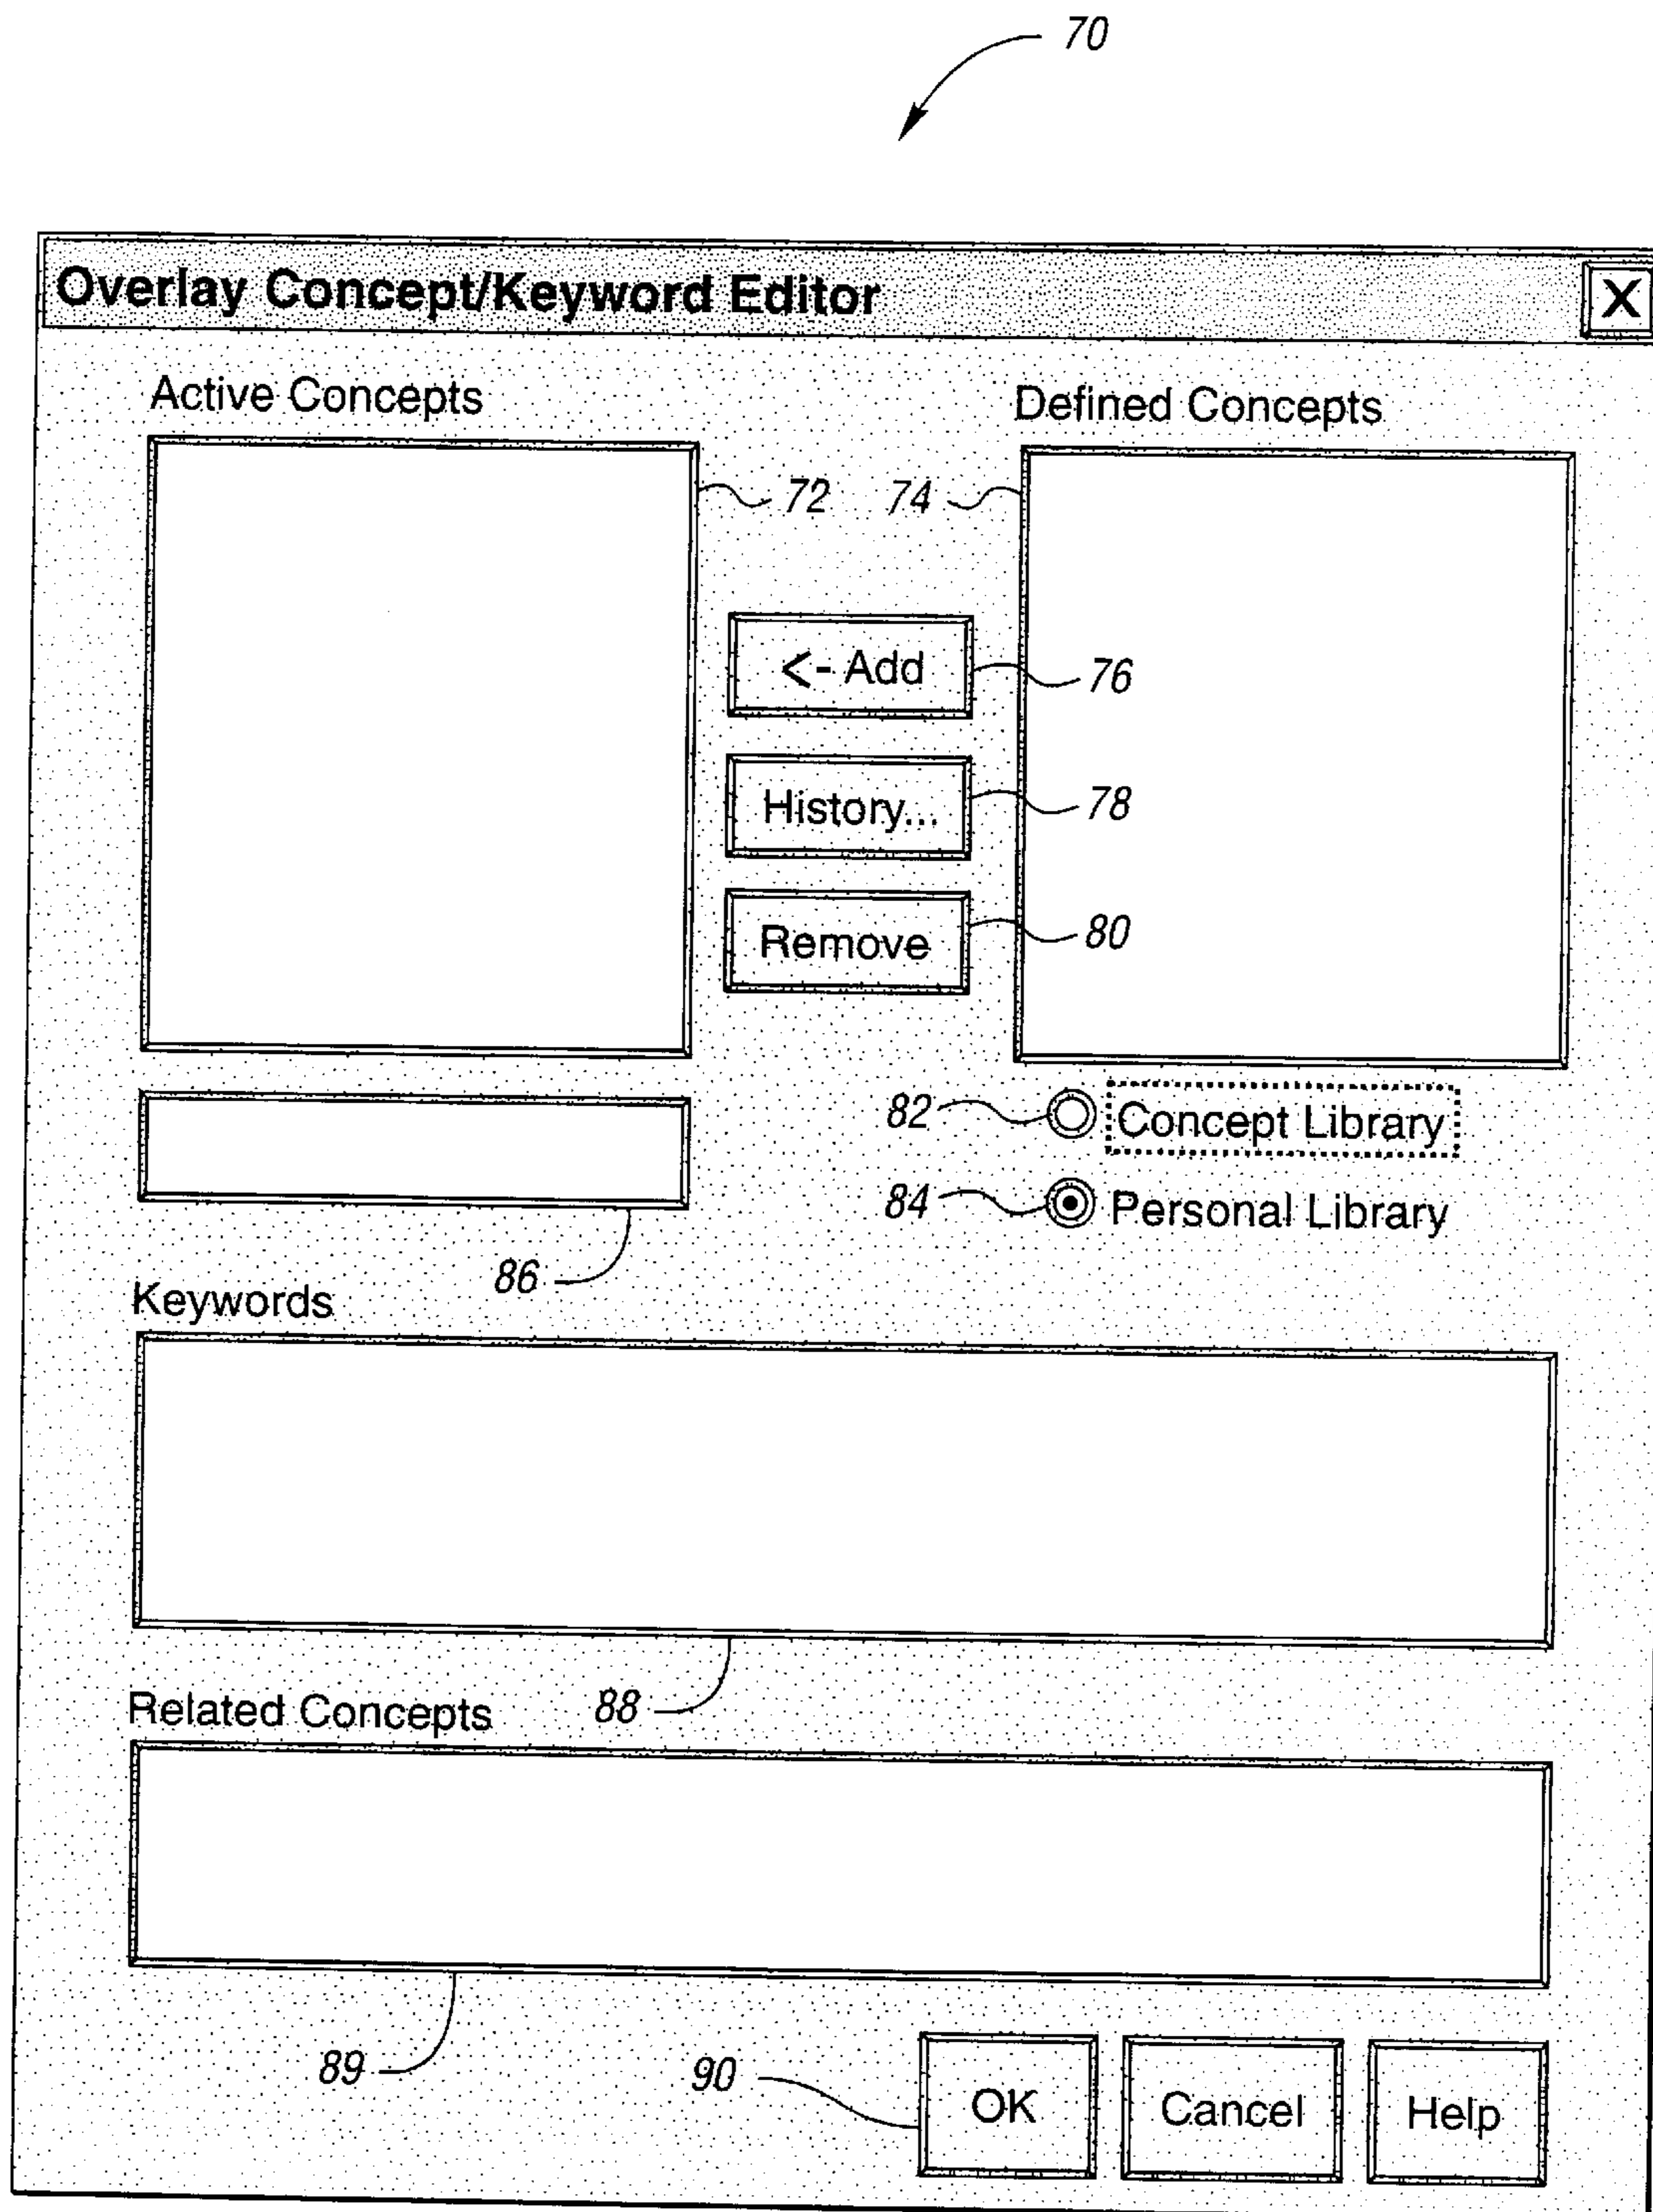 70
Overlay Concept/Keyword Editor X
Active Concepts Defined Concepts
72 74
<- Add 76
History... 78
Remove 80
82 Concept Library
84 Personal Library
86
Keywords
88
Related Concepts
89
90 OK Cancel Help